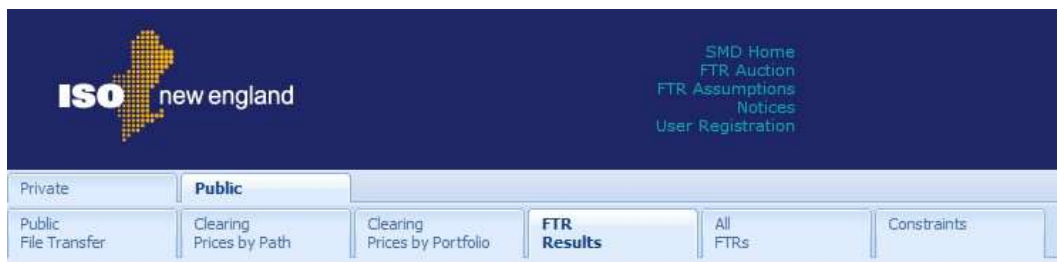 ISO new england
SMD Home
FTR Auction
FTR Assumptions
Notices
User Registration
Private
Public
Public
File Transfer
Clearing
Prices by Path
Clearing
Prices by Portfolio
FTR
Results
All
FTRs
Constraints